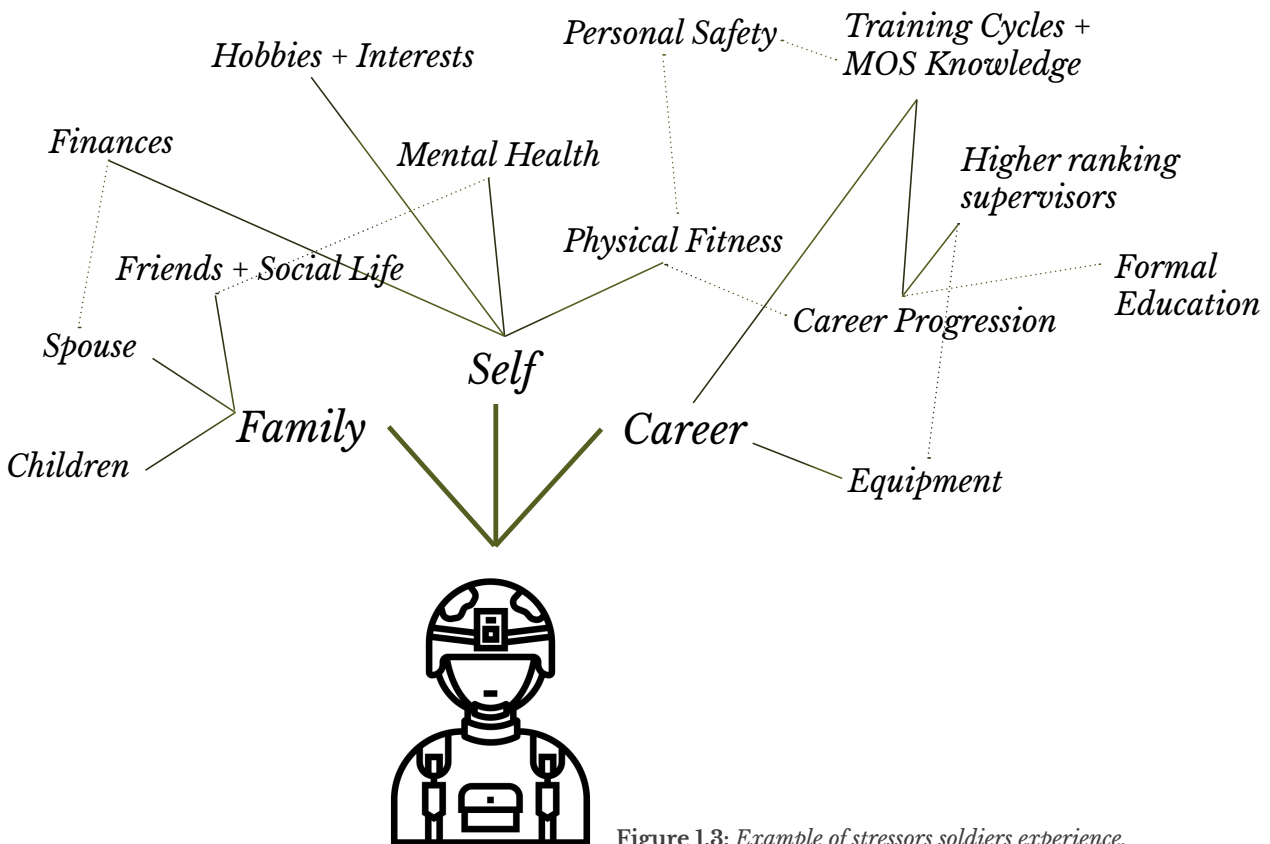 Personal Safety
Training Cycles +
MOS Knowledge
Hobbies + Interests
Finances
Mental Health
Higher ranking
supervisors
Physical Fitness
Friends + Social Life
Formal
Education
Career Progression
Spouse
Self
Family
Career
Children
Equipment
Figure 1.3: Example of stressors soldiers experience.